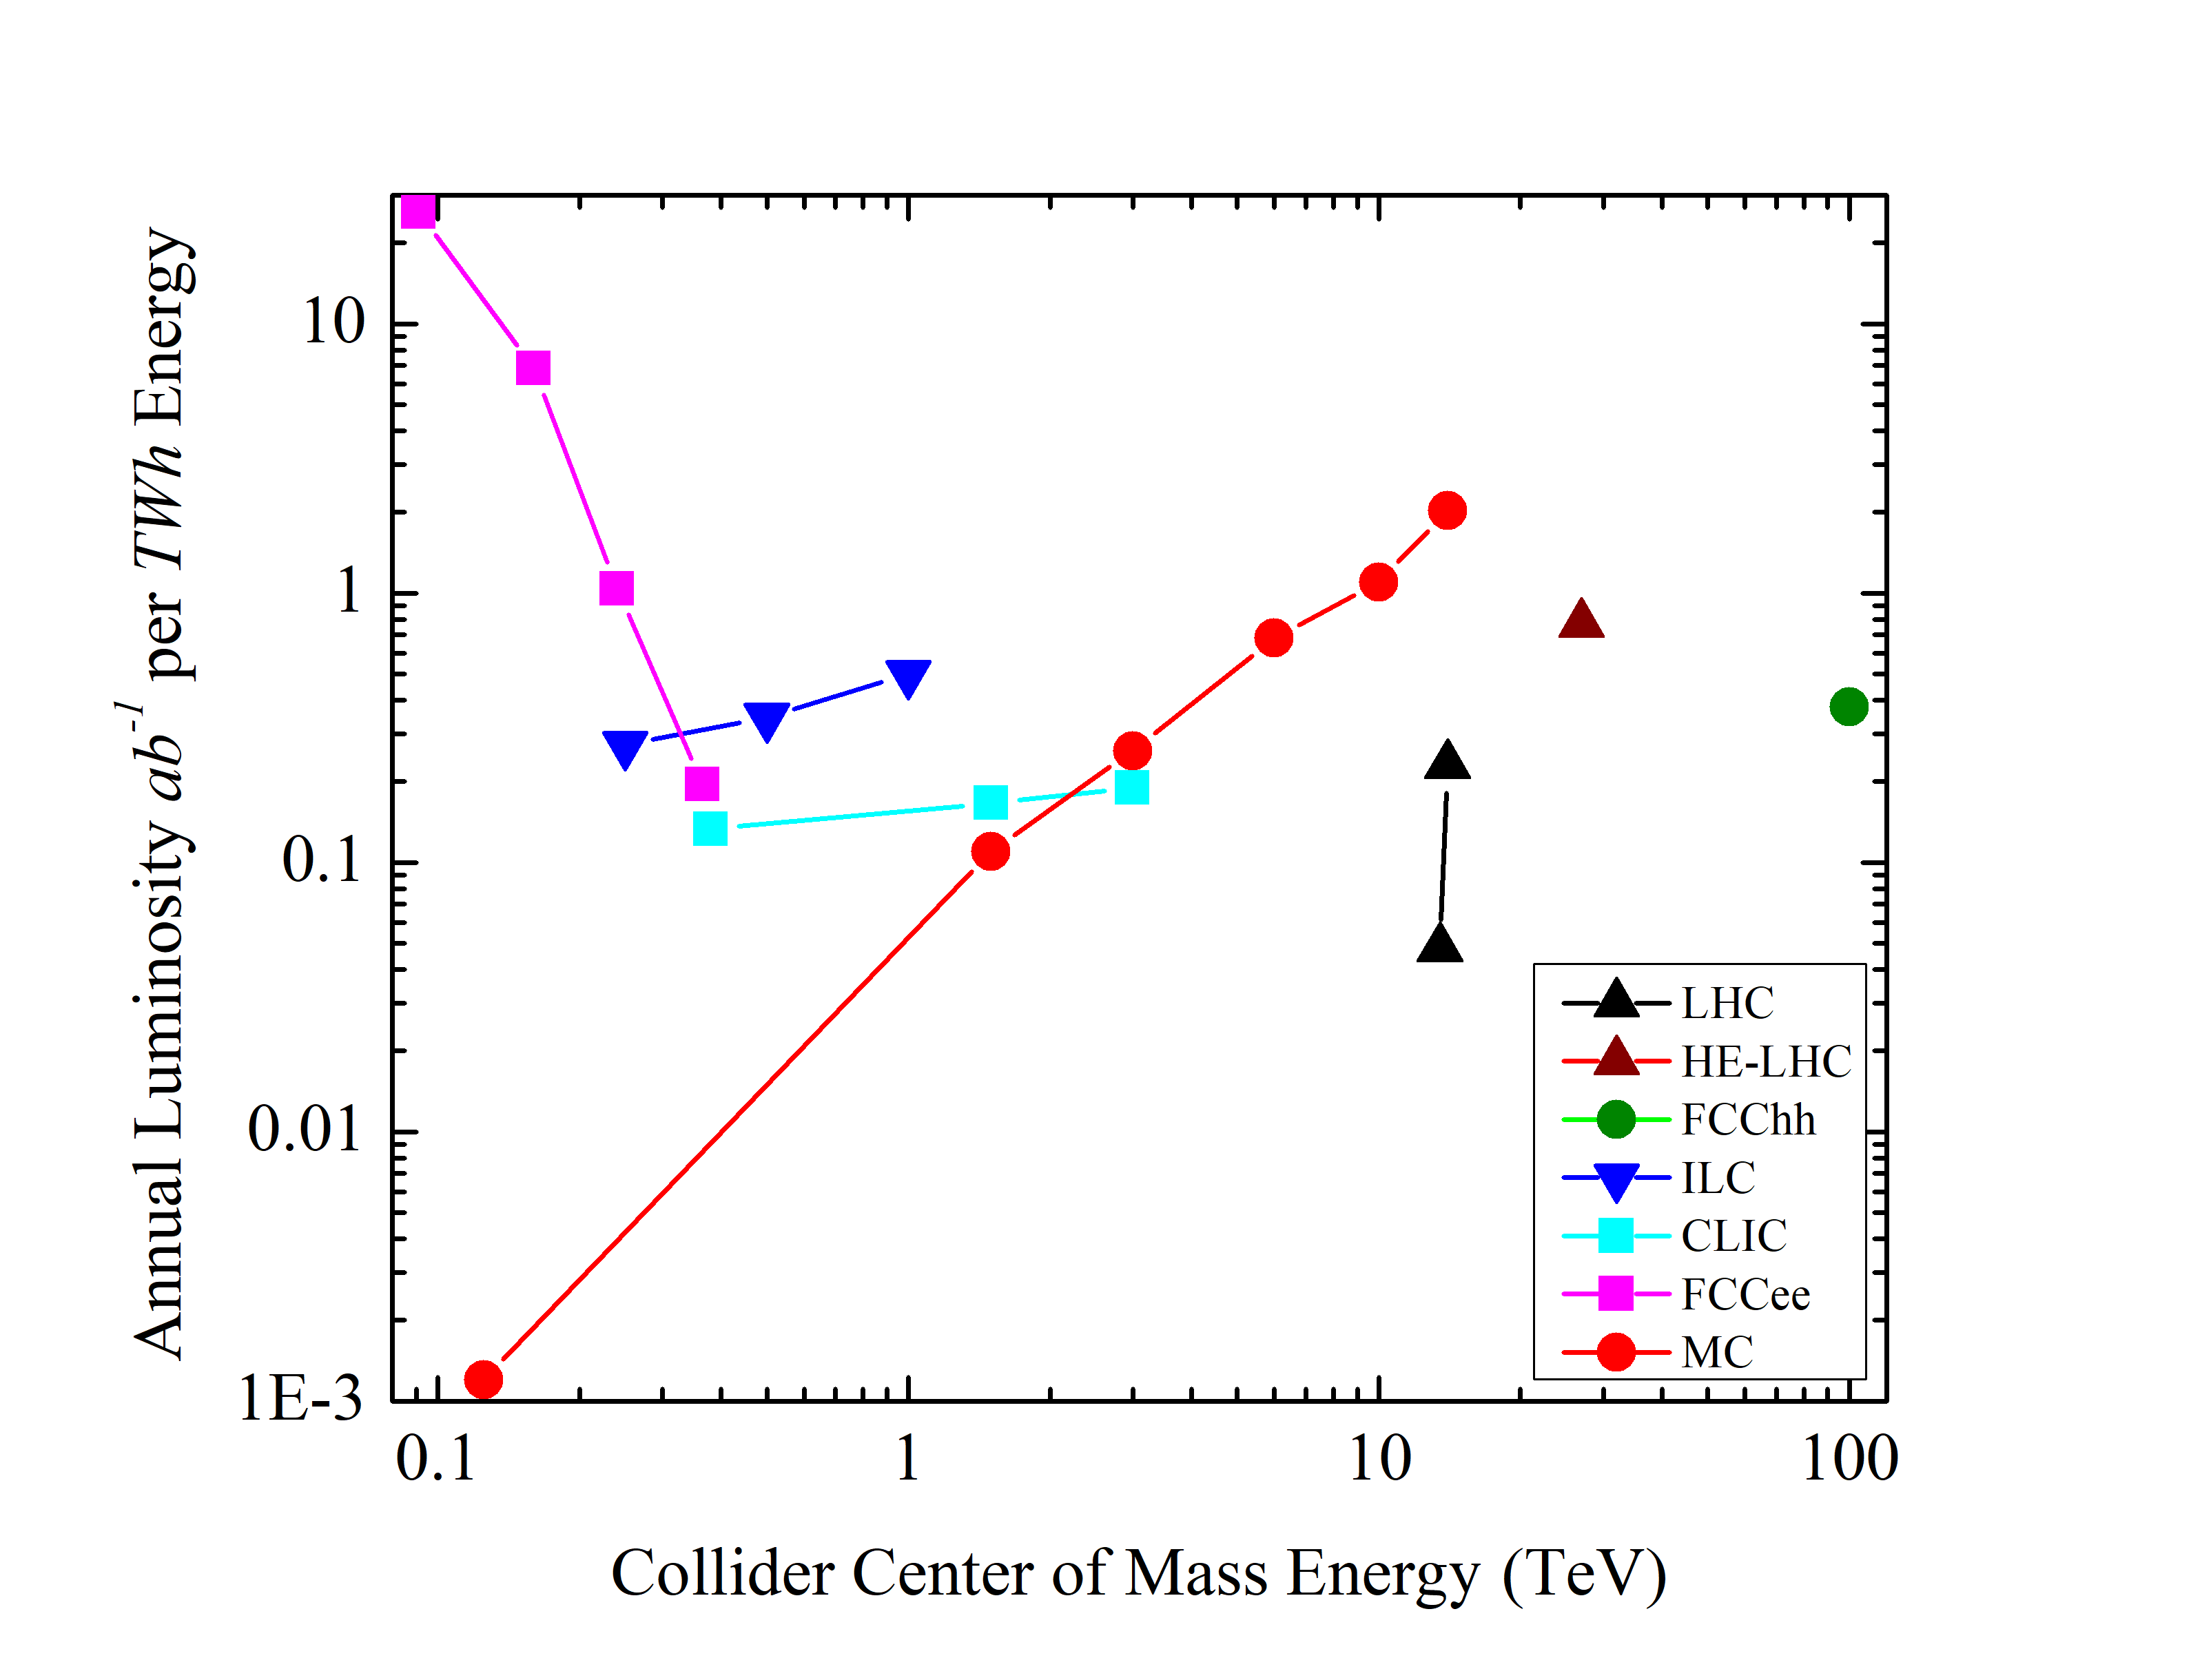 Annual Luminosity ab⁻¹ per TWh Energy
10
1
0.1
0.01
1E-3
0.1
1
10
100
Collider Center of Mass Energy (TeV)
LHC
HE-LHC
FCChh
ILC
CLIC
FCCee
MC